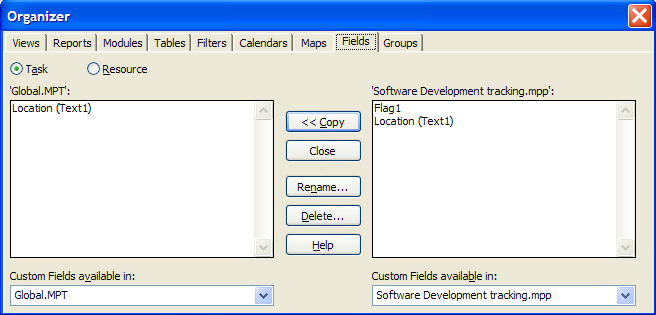 Organizer
Views Reports Modules Tables Filters Calendars Maps Fields Groups
Task Resource
'Global.MPT': 'Software Development tracking.mpp':
Location (Text1)
Flag1
Location (Text1)
<< Copy
Close
Rename...
Delete...
Help
Custom Fields available in: Custom Fields available in:
Global.MPT Software Development tracking.mpp